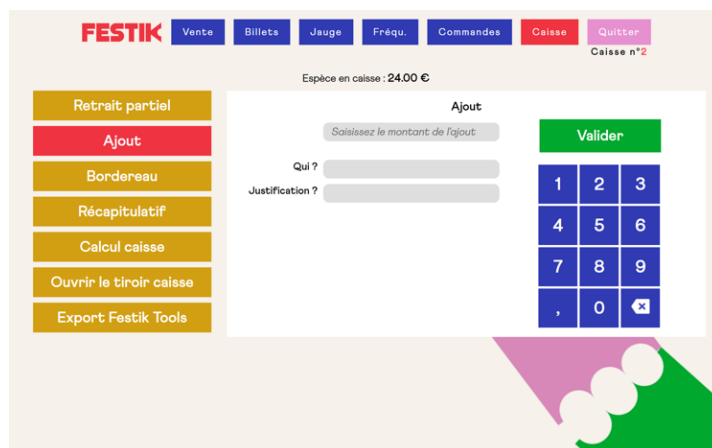 FESTIK
Vente
Billets
Jauge
Fréqu.
Commandes
Caisse
Quitter
Caisse n°2
Espèce en caisse : 24.00 €
Retrait partiel
Ajout
Bordereau
Récapitulatif
Calcul caisse
Ouvrir le tiroir caisse
Export Festik Tools
Ajout
Saisissez le montant de l'ajout
Qui ?
Justification ?
Valider
1 2 3
4 5 6
7 8 9
, 0